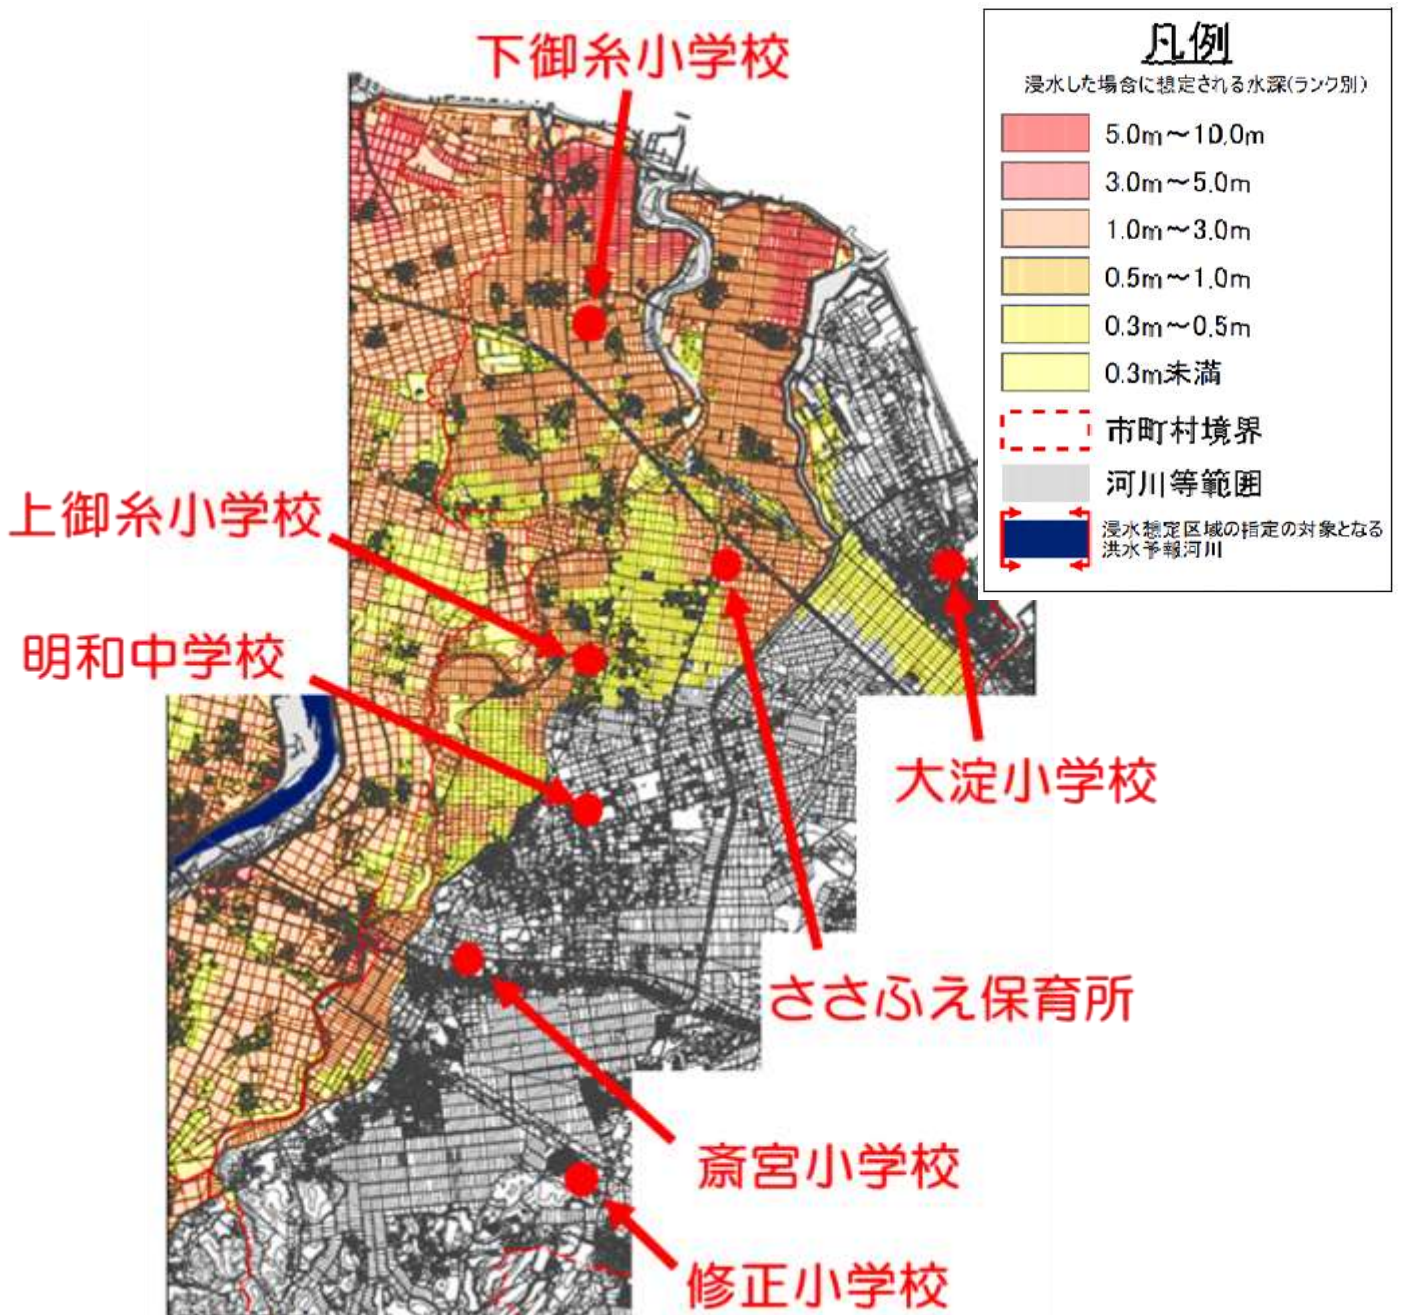 下御糸小学校
上御糸小学校
明和中学校
大淀小学校
ささふえ保育所
斎宮小学校
修正小学校
凡例
浸水した場合に想定される水深(ランク別)
5.0m～10.0m
3.0m～5.0m
1.0m～3.0m
0.5m～1.0m
0.3m～0.5m
0.3m未満
市町村境界
河川等範囲
浸水想定区域の指定の対象となる
洪水予報河川